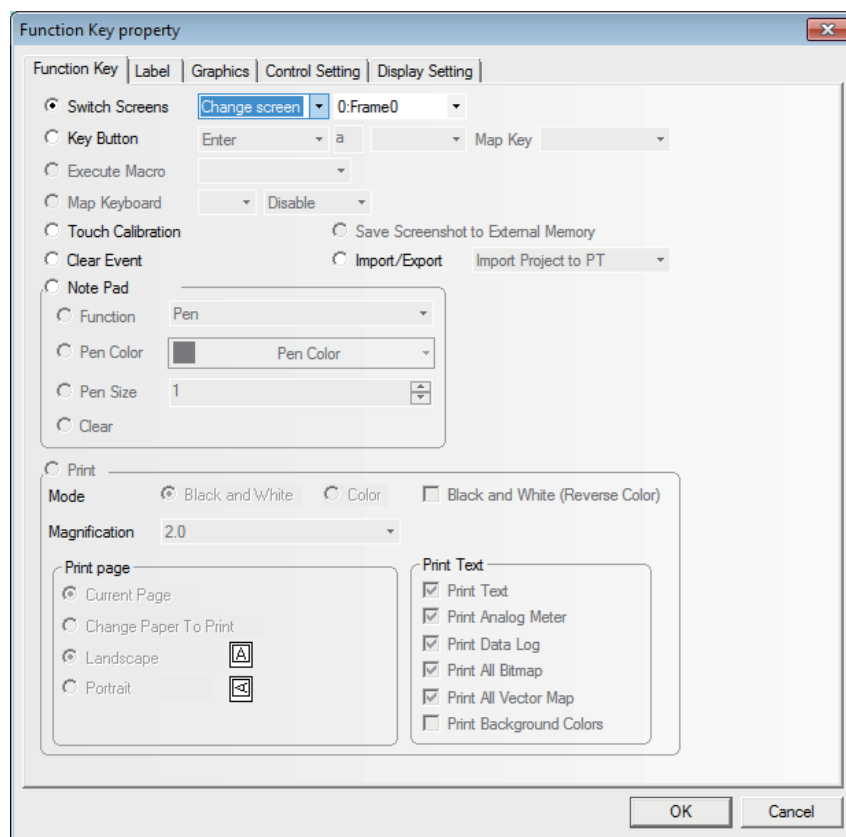 Function Key property
Function Key Label Graphics Control Setting Display Setting
Switch Screens Change screen 0:Frame0
Key Button Enter a Map Key
Execute Macro
Map Keyboard Disable
Touch Calibration Save Screenshot to External Memory
Clear Event Import/Export Import Project to PT
Note Pad
Function Pen
Pen Color Pen Color
Pen Size 1
Clear
Print
Mode Black and White Color Black and White (Reverse Color)
Magnification 2.0
Print page
Current Page
Change Paper To Print
Landscape A
Portrait A
Print Text
Print Text
Print Analog Meter
Print Data Log
Print All Bitmap
Print All Vector Map
Print Background Colors
OK Cancel